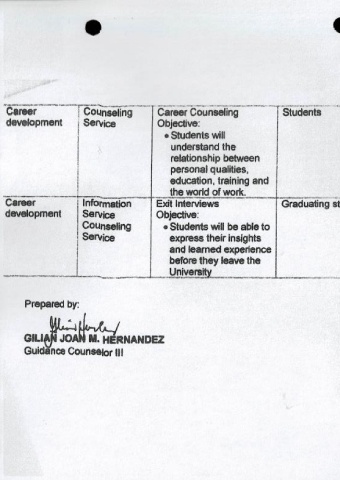 Career development
Counseling Service
Career Counseling
Objective:
• Students will understand the relationship between personal qualities, education, training and the world of work.
Students
Career development
Information Service
Counseling Service
Exit Interviews
Objective:
• Students will be able to express their insights and learned experience before they leave the University
Graduating st
Prepared by:
GILIAN JOAN M. HERNANDEZ
Guidance Counselor III